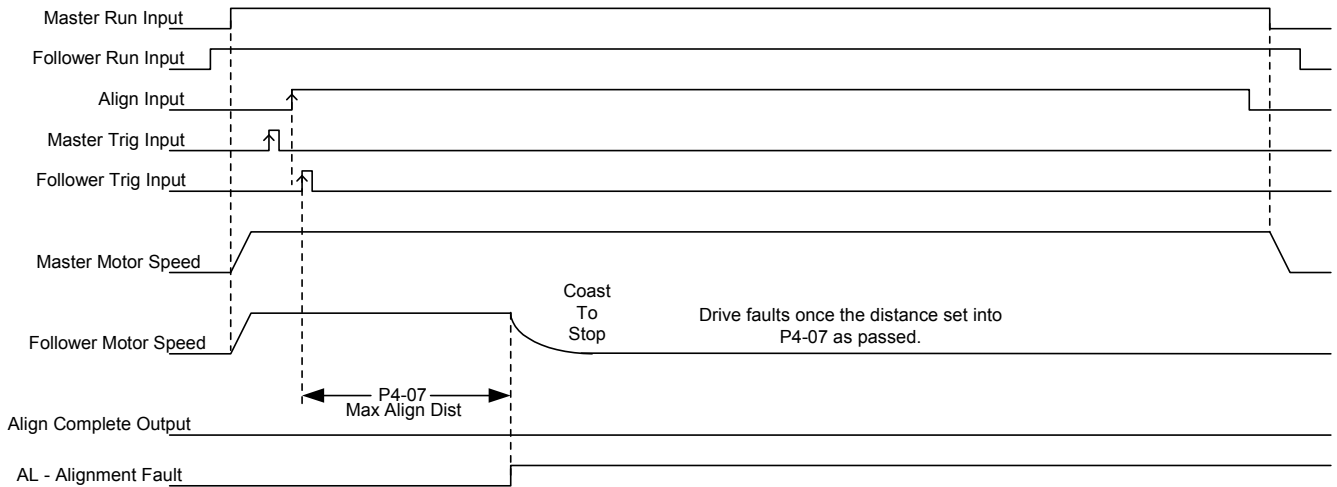 Master Run Input
Follower Run Input
Align Input
Master Trig Input
Follower Trig Input
Master Motor Speed
Coast
To
Stop
Drive faults once the distance set into
P4-07 as passed.
Follower Motor Speed
P4-07
Max Align Dist
Align Complete Output
AL - Alignment Fault